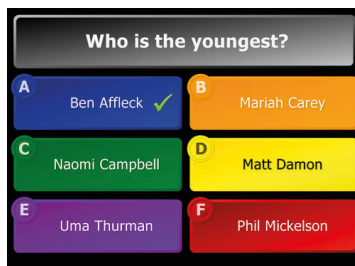 Who is the youngest?
A Ben Affleck ✓
B Mariah Carey
C Naomi Campbell
D Matt Damon
E Uma Thurman
F Phil Mickelson